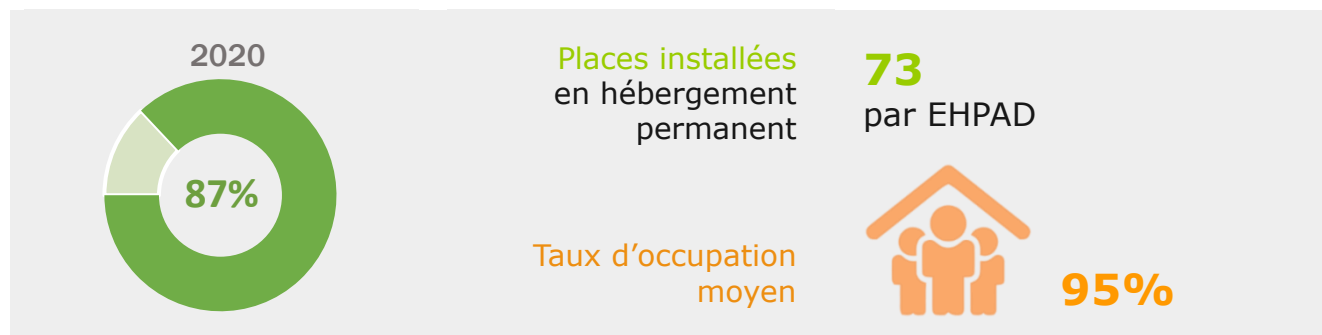 2020
87%
Places installées
en hébergement
permanent
73
par EHPAD
Taux d’occupation
moyen
95%